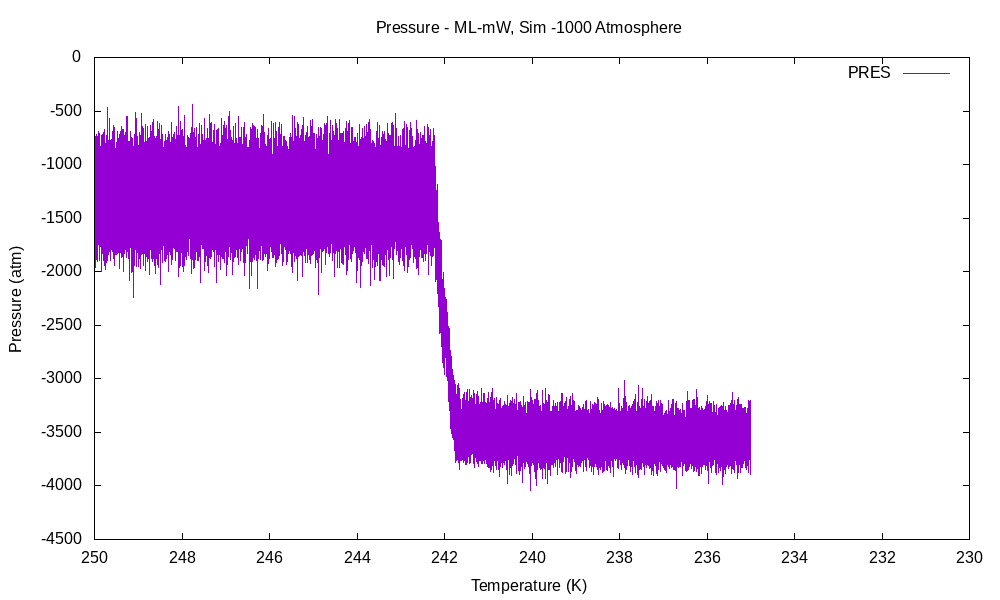 Pressure - ML-mW, Sim -1000 Atmosphere
PRES
0
-500
-1000
-1500
-2000
-2500
-3000
-3500
-4000
-4500
Pressure (atm)
250 248 246 244 242 240 238 236 234 232 230
Temperature (K)